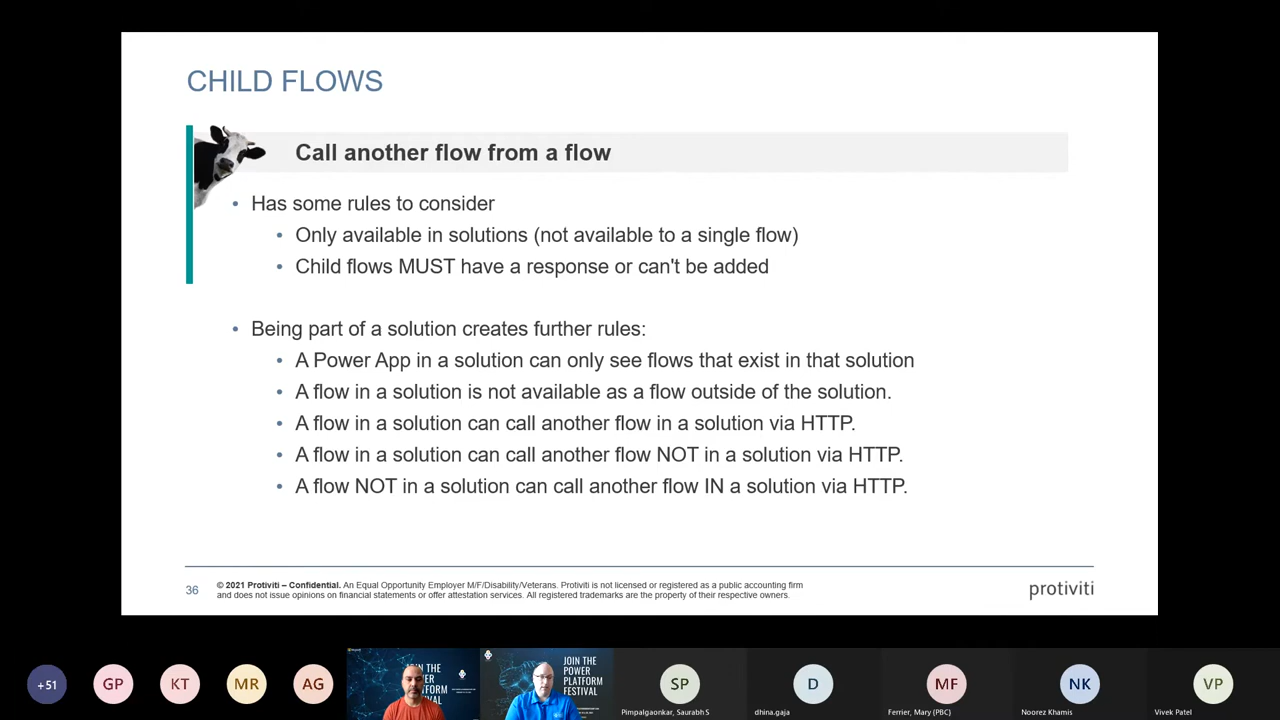 CHILD FLOWS
Call another flow from a flow
• Has some rules to consider
• Only available in solutions (not available to a single flow)
• Child flows MUST have a response or can't be added
• Being part of a solution creates further rules:
• A Power App in a solution can only see flows that exist in that solution
• A flow in a solution is not available as a flow outside of the solution.
• A flow in a solution can call another flow in a solution via HTTP.
• A flow in a solution can call another flow NOT in a solution via HTTP.
• A flow NOT in a solution can call another flow IN a solution via HTTP.
36
© 2021 Protiviti – Confidential. An Equal Opportunity Employer M/F/Disability/Veterans. Protiviti is not licensed or registered as a public accounting firm
and does not issue opinions on financial statements or offer attestation services. All registered trademarks are the property of their respective owners.
protiviti
+51
GP
KT
MR
AG
JOIN THE
POWER
PLATFORM
FESTIVAL
SP
Pimpalgaonkar, Saurabh S
D
dhina.gaja
MF
Ferrier, Mary (PBC)
NK
Noorez Khamis
VP
Vivek Patel